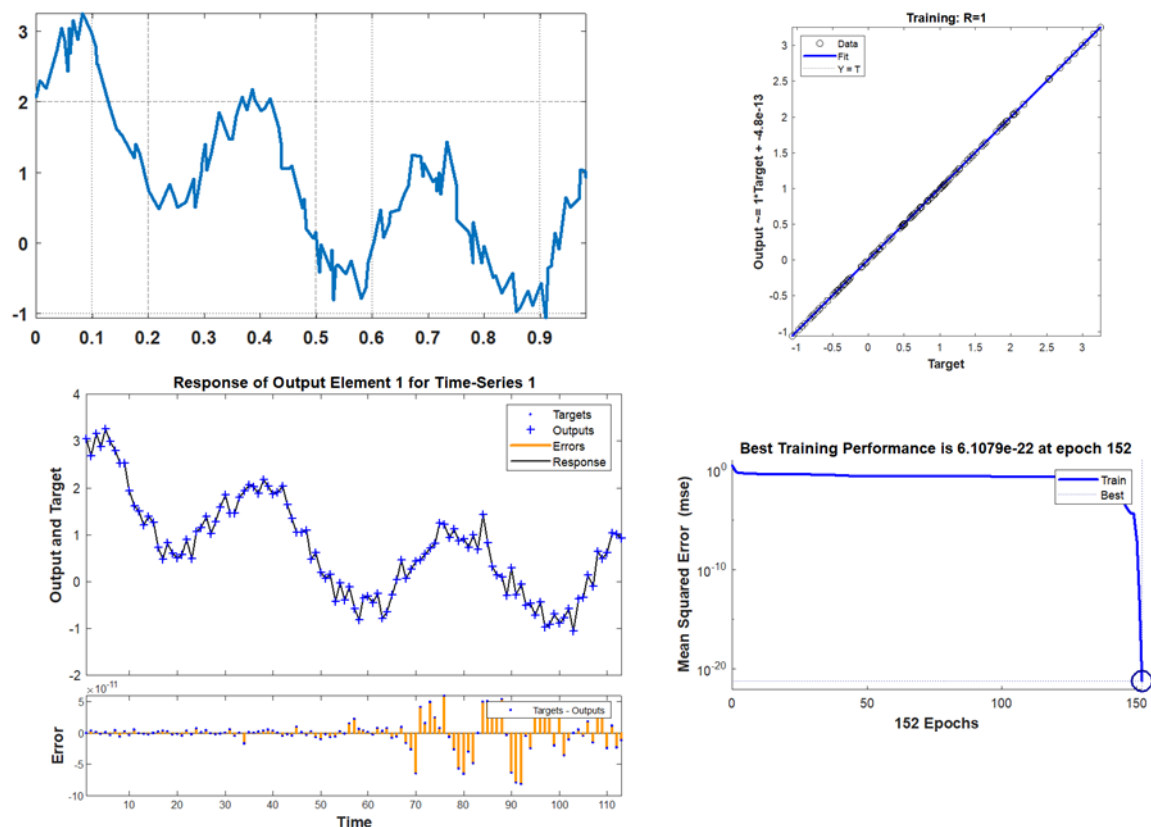 3
2
1
0
-1
0 0.1 0.2 0.3 0.4 0.5 0.6 0.7 0.8 0.9
Training: R=1
Data
Fit
Y = T
Output ~= 1*Target + -4.8e-13
3
2.5
2
1.5
1
0.5
0
-0.5
-1
-1 -0.5 0 0.5 1 1.5 2 2.5 3
Target
Response of Output Element 1 for Time-Series 1
Targets
Outputs
Errors
Response
Output and Target
4
3
2
1
0
-1
-2
×10-11
Targets - Outputs
Error
5
0
-5
-10
10 20 30 40 50 60 70 80 90 100 110
Time
Best Training Performance is 6.1079e-22 at epoch 152
Train
Best
Mean Squared Error (mse)
10^0
10^-10
10^-20
0 50 100 150
152 Epochs